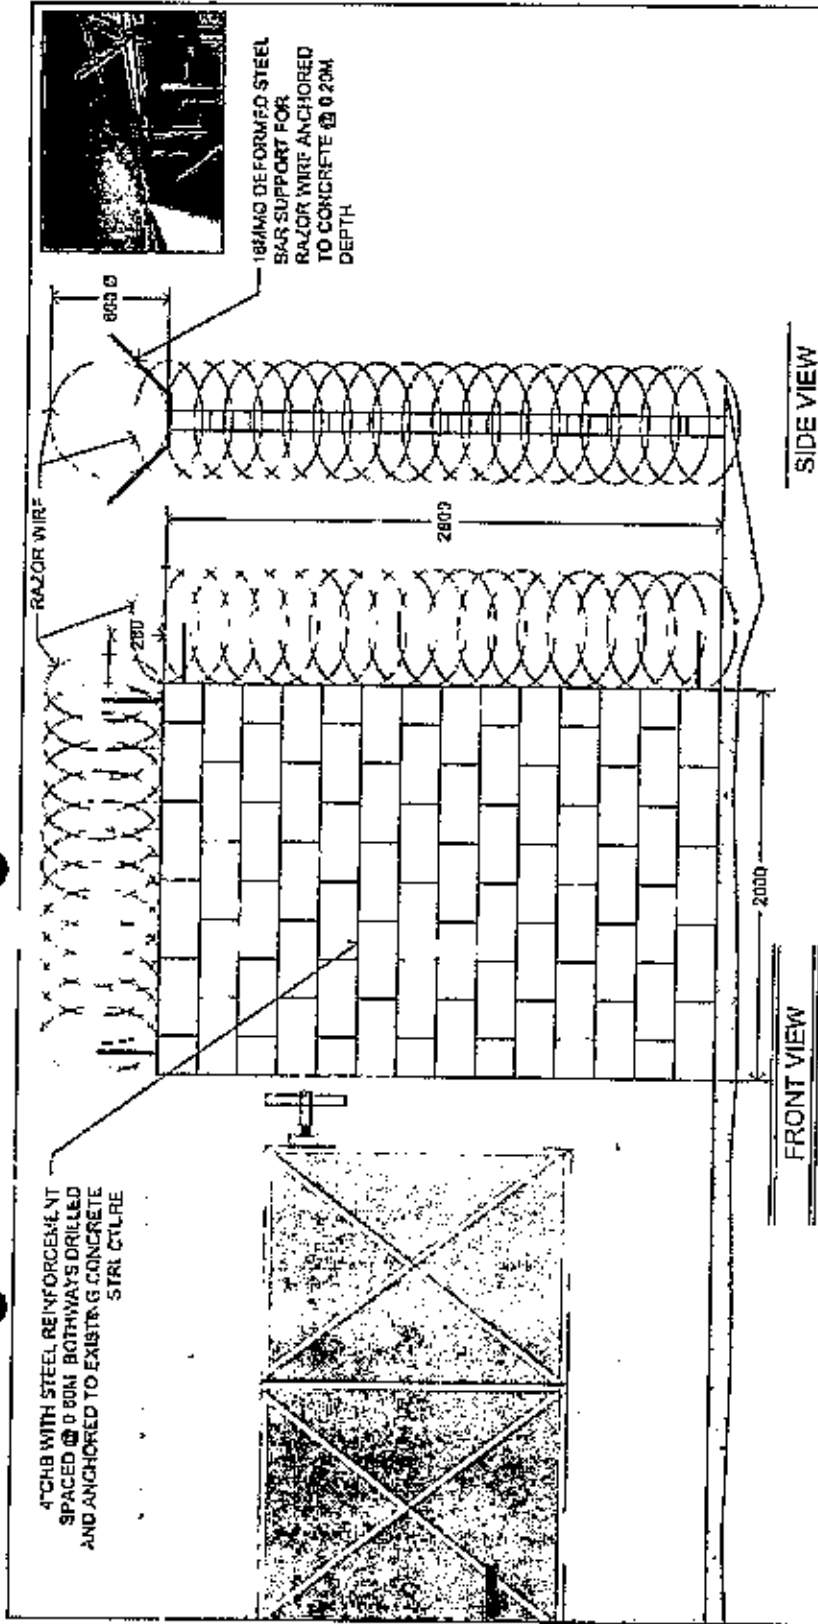 4"CHB WITH STEEL REINFORCEMENT
SPACED @ 0.60M BOTHWAYS DRILLED
AND ANCHORED TO EXISTING CONCRETE
STRUCTURE
RAZOR WIRE
600 Ø
16MMØ DEFORMED STEEL
BAR SUPPORT FOR
RAZOR WIRE ANCHORED
TO CONCRETE @ 0.20M
DEPTH
2000
FRONT VIEW
SIDE VIEW